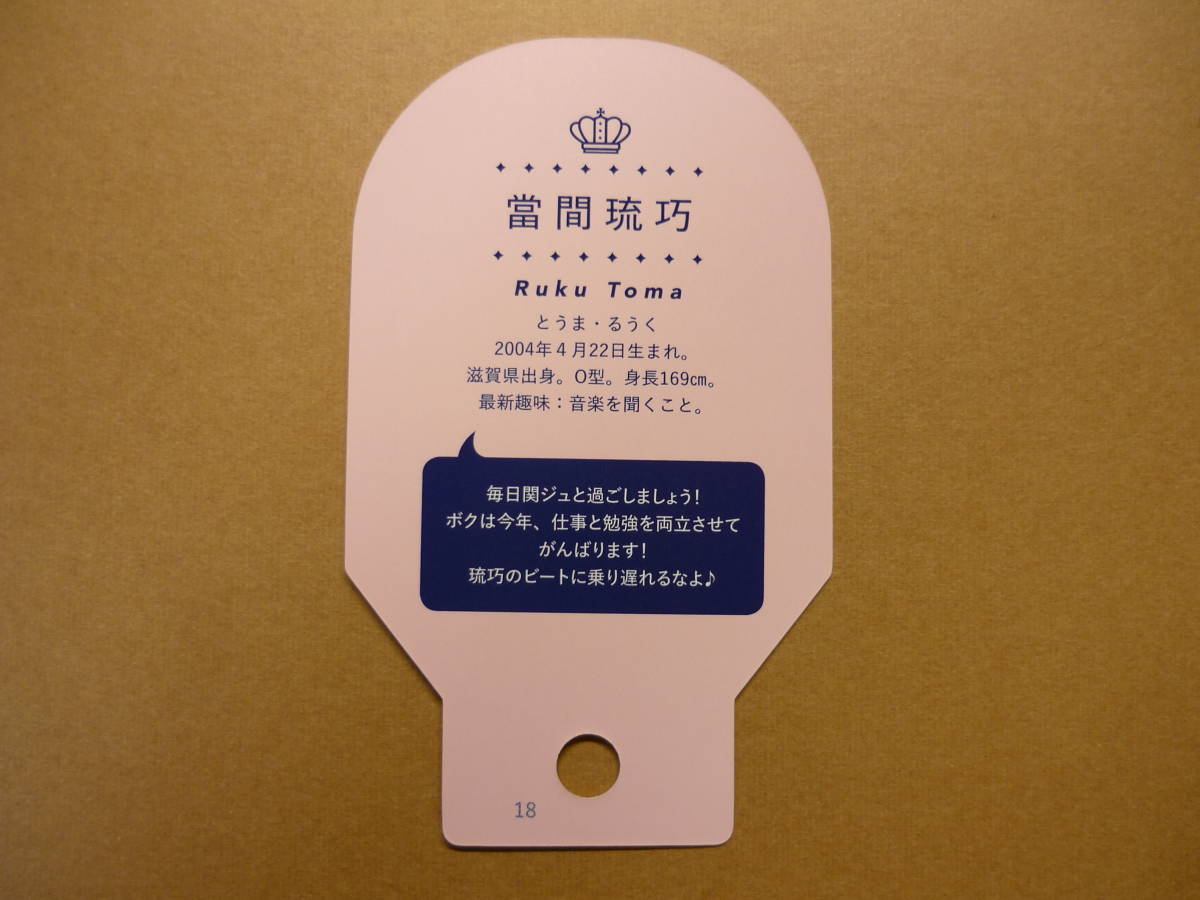 當間琉巧
Ruku Toma
とうま・るうく
2004年4月22日生まれ。
滋賀県出身。O型。身長169㎝。
最新趣味：音楽を聞くこと。
毎日関ジュと過ごしましょう!
ボクは今年、仕事と勉強を両立させて
がんばります!
琉巧のビートに乗り遅れるなよ♪
18